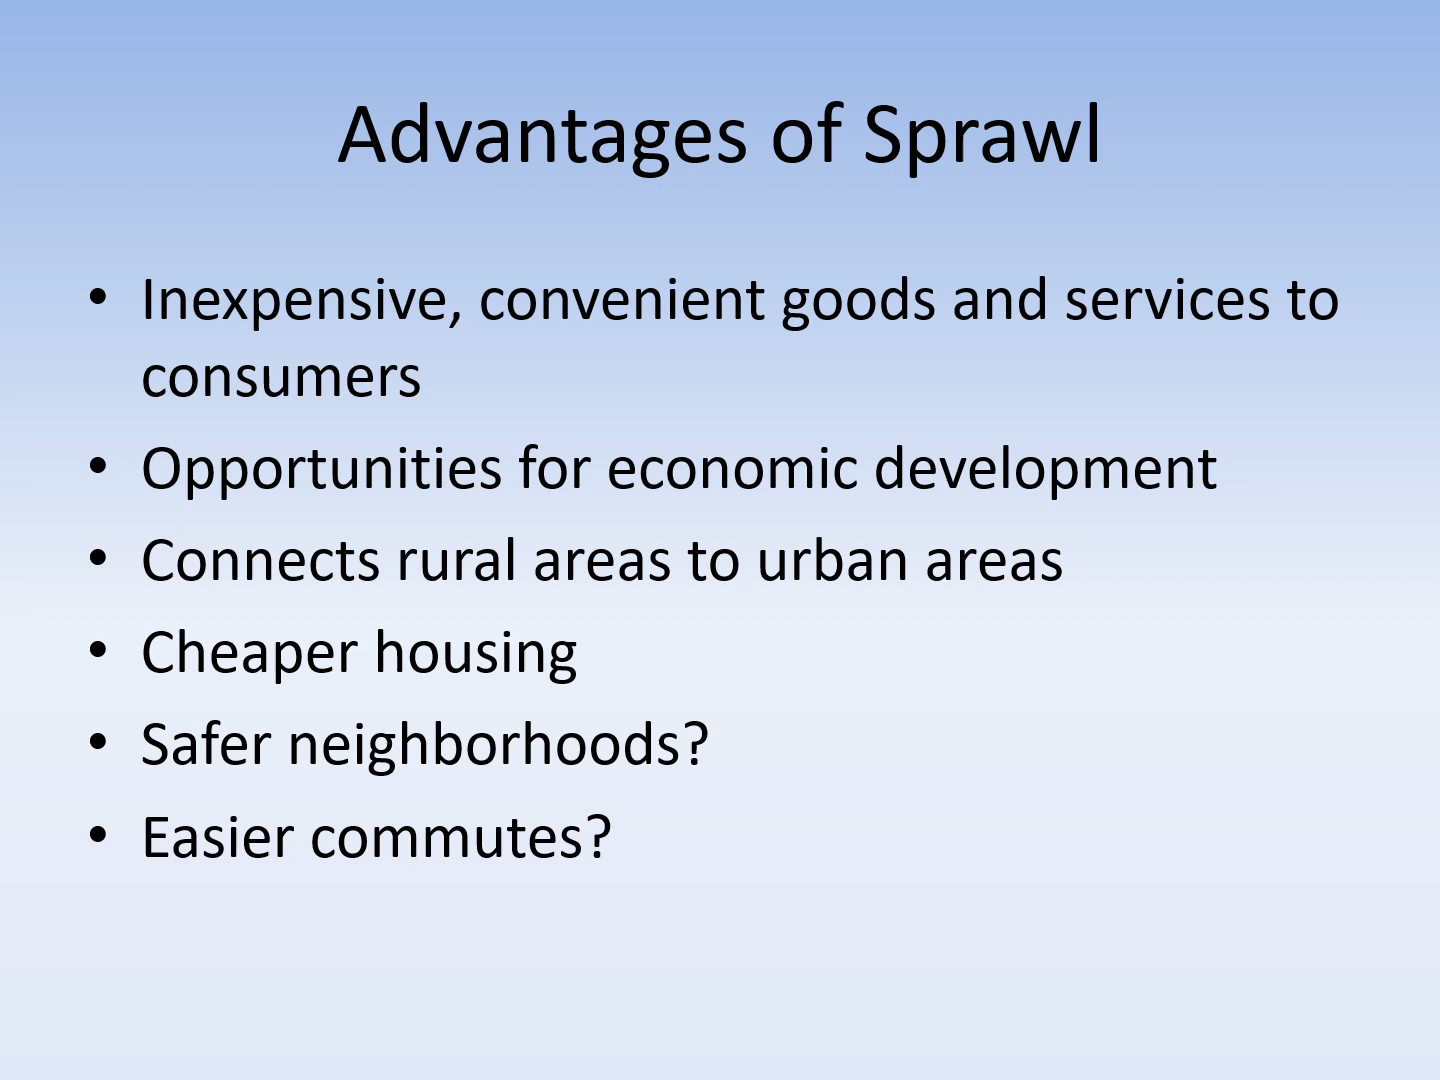 Advantages of Sprawl
• Inexpensive, convenient goods and services to
consumers
• Opportunities for economic development
• Connects rural areas to urban areas
• Cheaper housing
• Safer neighborhoods?
• Easier commutes?